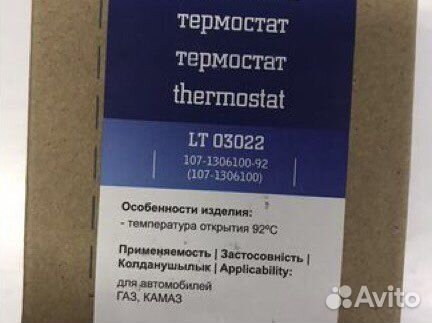 термостат
термостат
thermostat
LT 03022
107-1306100-92
(107-1306100)
Особенности изделия:
- температура открытия 92ºС
Применяемость | Застосовність |
Колданушылык | Applicability:
для автомобилей
ГАЗ, КАМАЗ
Avito